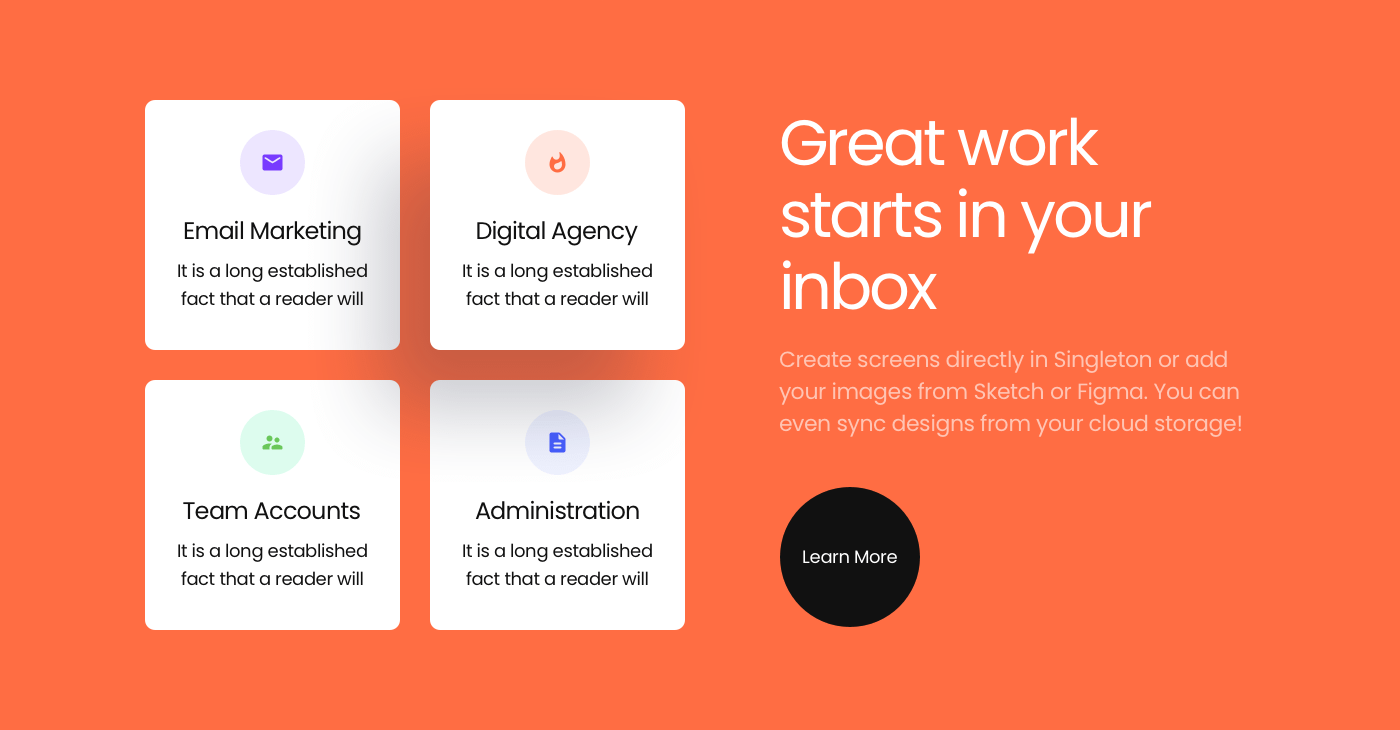 Email Marketing
It is a long established
fact that a reader will
Digital Agency
It is a long established
fact that a reader will
Team Accounts
It is a long established
fact that a reader will
Administration
It is a long established
fact that a reader will
Great work
starts in your
inbox
Create screens directly in Singleton or add
your images from Sketch or Figma. You can
even sync designs from your cloud storage!
Learn More